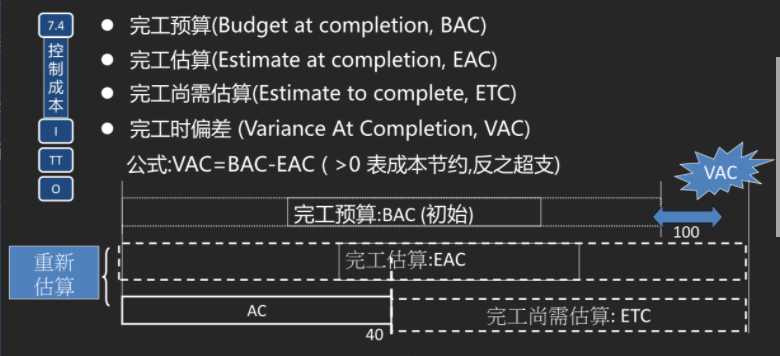 7.4
控制成本
I
TT
O
● 完工预算(Budget at completion, BAC)
● 完工估算(Estimate at completion, EAC)
● 完工尚需估算(Estimate to complete, ETC)
● 完工时偏差 (Variance At Completion, VAC)
公式:VAC=BAC-EAC ( >0 表成本节约,反之超支)
VAC
完工预算:BAC (初始)
100
重新
估算
完工估算:EAC
AC
40
完工尚需估算: ETC